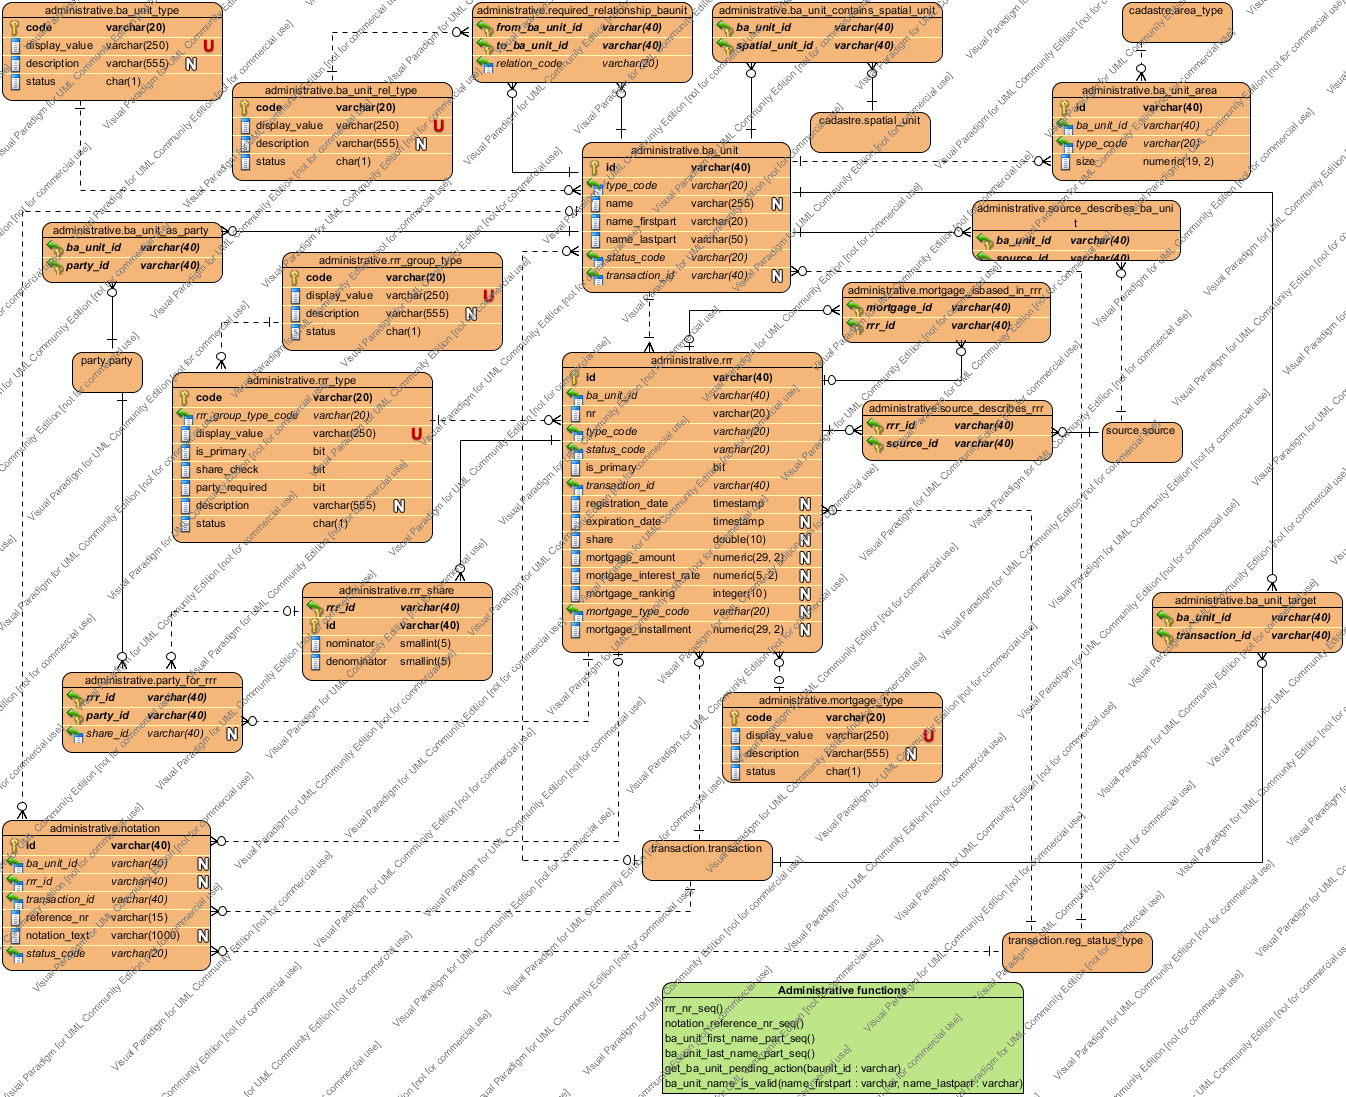 administrative.ba_unit_type
code varchar(20)
display_value varchar(250) U
description varchar(555) N
status char(1)
administrative.required_relationship_baunit
from_ba_unit_id varchar(40)
to_ba_unit_id varchar(40)
relation_code varchar(20)
administrative.ba_unit_contains_spatial_unit
ba_unit_id varchar(40)
spatial_unit_id varchar(40)
cadastre.area_type
administrative.ba_unit_rel_type
code varchar(20)
display_value varchar(250) U
description varchar(555) N
status char(1)
cadastre.spatial_unit
administrative.ba_unit_area
id varchar(40)
ba_unit_id varchar(40)
type_code varchar(20)
size numeric(19, 2)
administrative.ba_unit
id varchar(40)
type_code varchar(20)
name varchar(255) N
name_firstpart varchar(20)
name_lastpart varchar(50)
status_code varchar(20)
transaction_id varchar(40) N
administrative.source_describes_ba_uni
t
ba_unit_id varchar(40)
source_id varchar(40)
administrative.ba_unit_as_party
ba_unit_id varchar(40)
party_id varchar(40)
administrative.rrr_group_type
code varchar(20)
display_value varchar(250) U
description varchar(555) N
status char(1)
administrative.mortgage_isbased_in_rrr
mortgage_id varchar(40)
rrr_id varchar(40)
party.party
administrative.rrr_type
code varchar(20)
rrr_group_type_code varchar(20)
display_value varchar(250) U
is_primary bit
share_check bit
party_required bit
description varchar(555) N
status char(1)
administrative.rrr
id varchar(40)
ba_unit_id varchar(40)
nr varchar(20)
type_code varchar(20)
status_code varchar(20)
is_primary bit
transaction_id varchar(40)
registration_date timestamp N
expiration_date timestamp N
share double(10) N
mortgage_amount numeric(29, 2) N
mortgage_interest_rate numeric(5, 2) N
mortgage_ranking integer(10) N
mortgage_type_code varchar(20) N
mortgage_installment numeric(29, 2) N
administrative.source_describes_rrr
rrr_id varchar(40)
source_id varchar(40)
source.source
administrative.rrr_share
rrr_id varchar(40)
id varchar(40)
nominator smallint(5)
denominator smallint(5)
administrative.ba_unit_target
ba_unit_id varchar(40)
transaction_id varchar(40)
administrative.party_for_rrr
rrr_id varchar(40)
party_id varchar(40)
share_id varchar(40) N
administrative.mortgage_type
code varchar(20)
display_value varchar(250) U
description varchar(555) N
status char(1)
administrative.notation
id varchar(40)
ba_unit_id varchar(40) N
rrr_id varchar(40) N
transaction_id varchar(40)
reference_nr varchar(15)
notation_text varchar(1000) N
status_code varchar(20)
transaction.transaction
transaction.reg_status_type
Administrative functions
rrr_nr_seq()
notation_reference_nr_seq()
ba_unit_first_name_part_seq()
ba_unit_last_name_part_seq()
get_ba_unit_pending_action(baunit_id : varchar)
ba_unit_name_is_valid(name_firstpart : varchar, name_lastpart : varchar)
Visual Paradigm for UML Community Edition [not for commercial use]